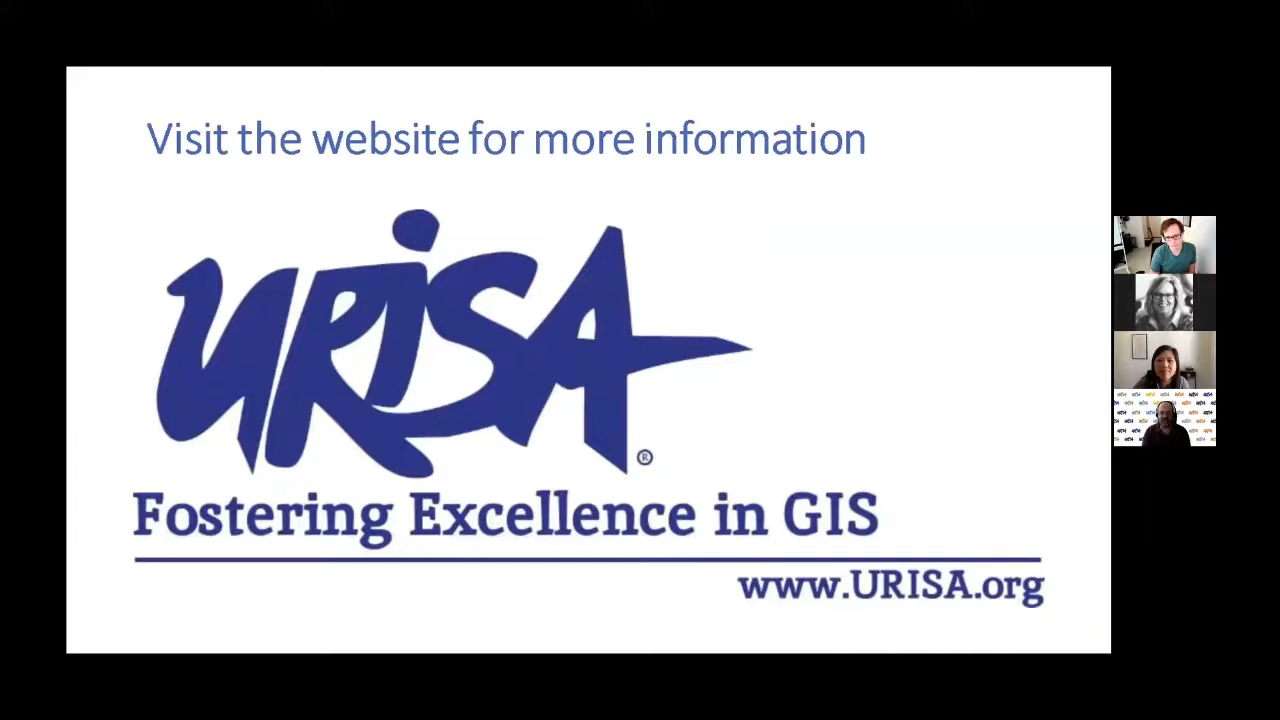 Visit the website for more information
URiSA
®
Fostering Excellence in GIS
www.URISA.org